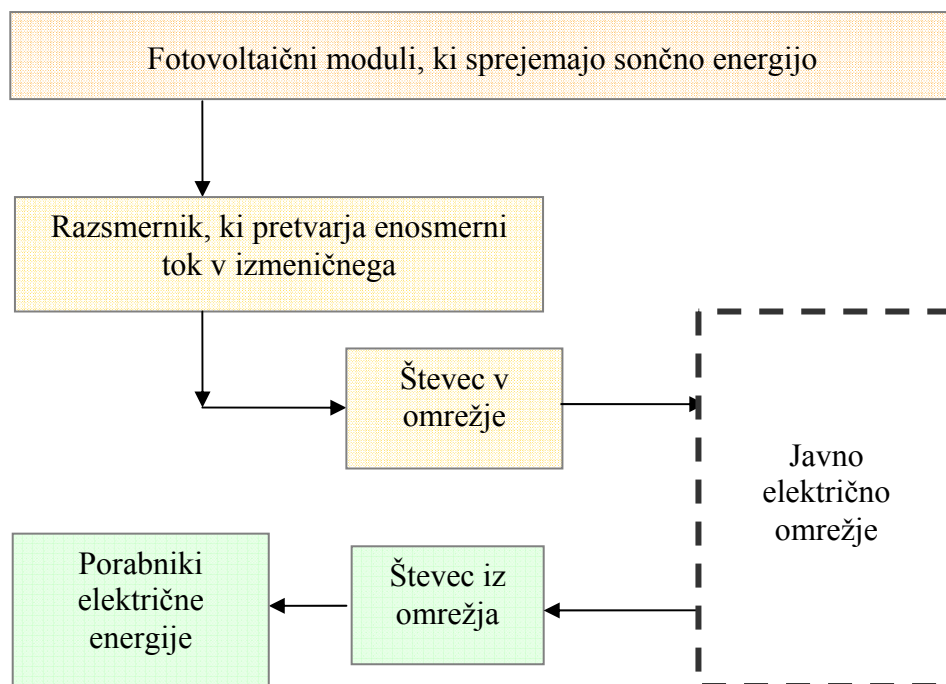 Fotovoltaični moduli, ki sprejemajo sončno energijo
Razsmernik, ki pretvarja enosmerni
tok v izmeničnega
Števec v
omrežje
Javno
električno
omrežje
Porabniki
električne
energije
Števec iz
omrežja